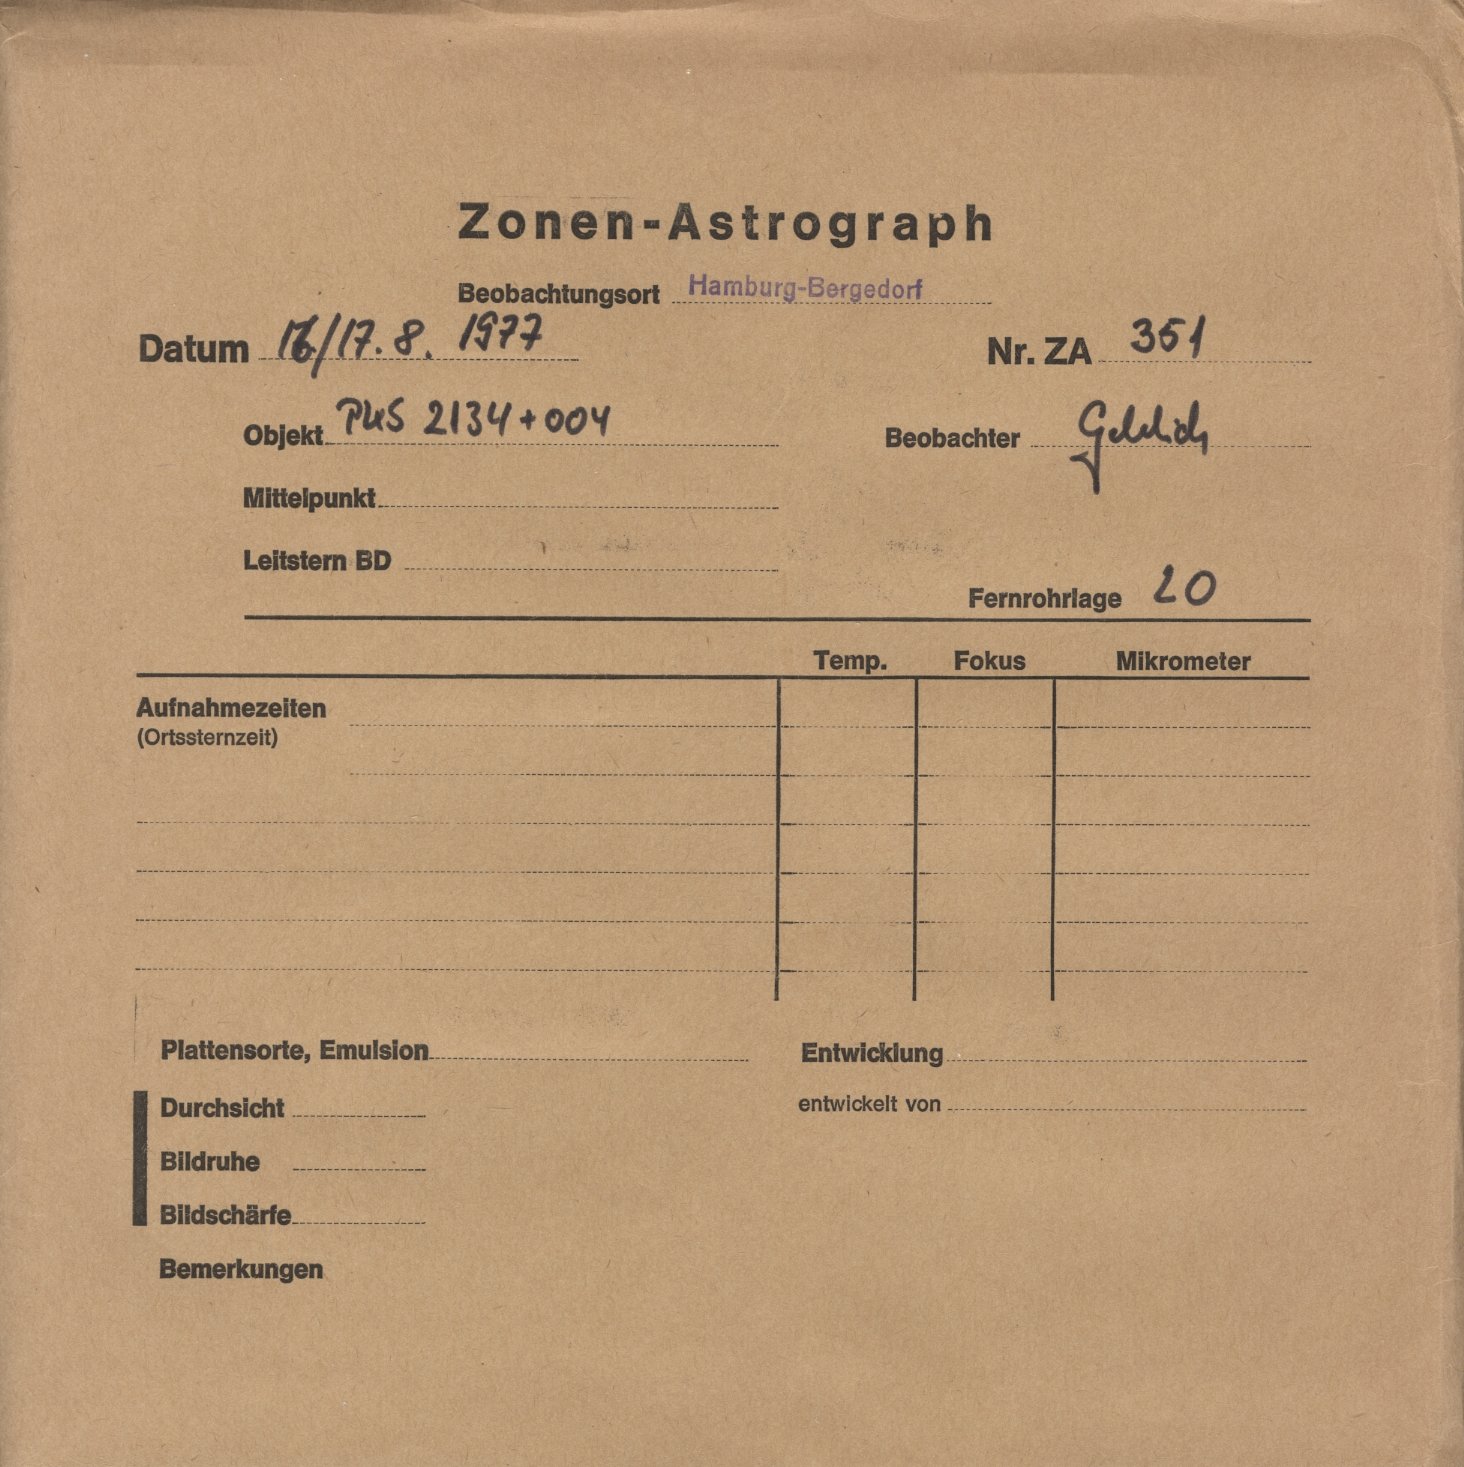 Zonen-Astrograph
Beobachtungsort Hamburg-Bergedorf
Datum 16/17. 8. 1977 Nr. ZA 351
Objekt PKS 2134+004 Beobachter
Mittelpunkt
Leitstern BD
Fernrohrlage 20
Temp. Fokus Mikrometer
Aufnahmezeiten
(Ortssternzeit)
Plattensorte, Emulsion Entwicklung
Durchsicht entwickelt von
Bildruhe
Bildschärfe
Bemerkungen